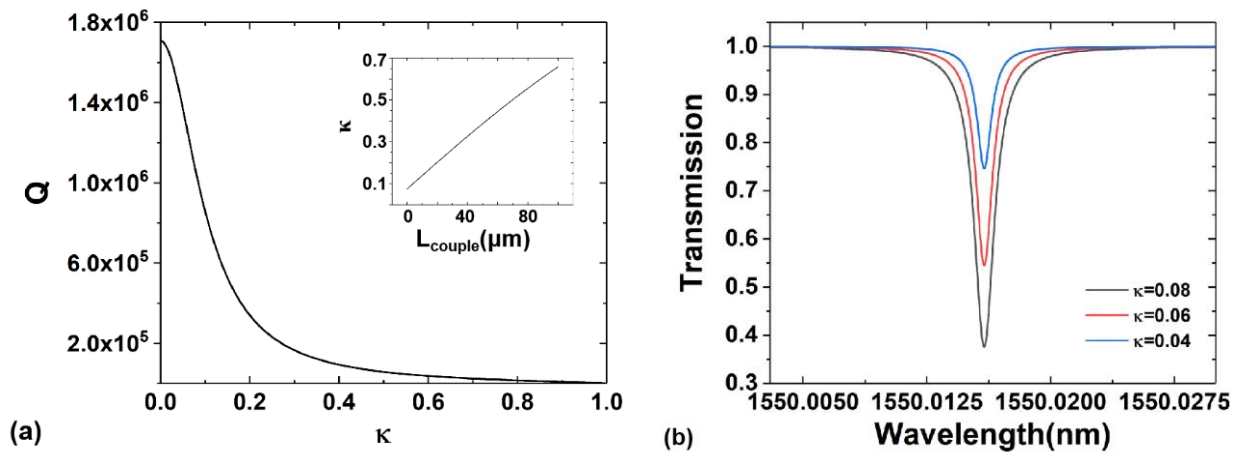 1.8x10⁶
1.4x10⁶
1.0x10⁶
6.0x10⁵
2.0x10⁵
Q
0.0 0.2 0.4 0.6 0.8 1.0
κ
(a)
0.7
0.5
0.3
0.1
κ
0 40 80
L_couple(μm)
1.0
0.9
0.8
0.7
0.6
0.5
0.4
0.3
Transmission
κ=0.08
κ=0.06
κ=0.04
1550.0050 1550.0125 1550.0200 1550.0275
Wavelength(nm)
(b)